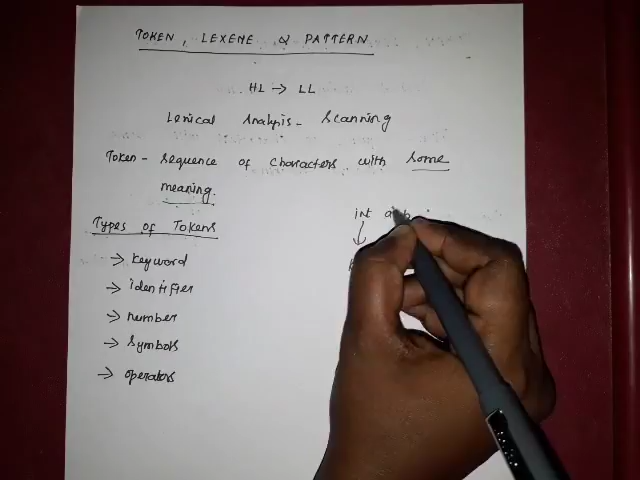 TOKEN, LEXEME & PATTERN
HL → LL
Lexical Analysis - Scanning
Token - Sequence of characters with some
meaning.
Types of Tokens
→ keyword
→ identifier
→ number
→ symbols
→ operators
int